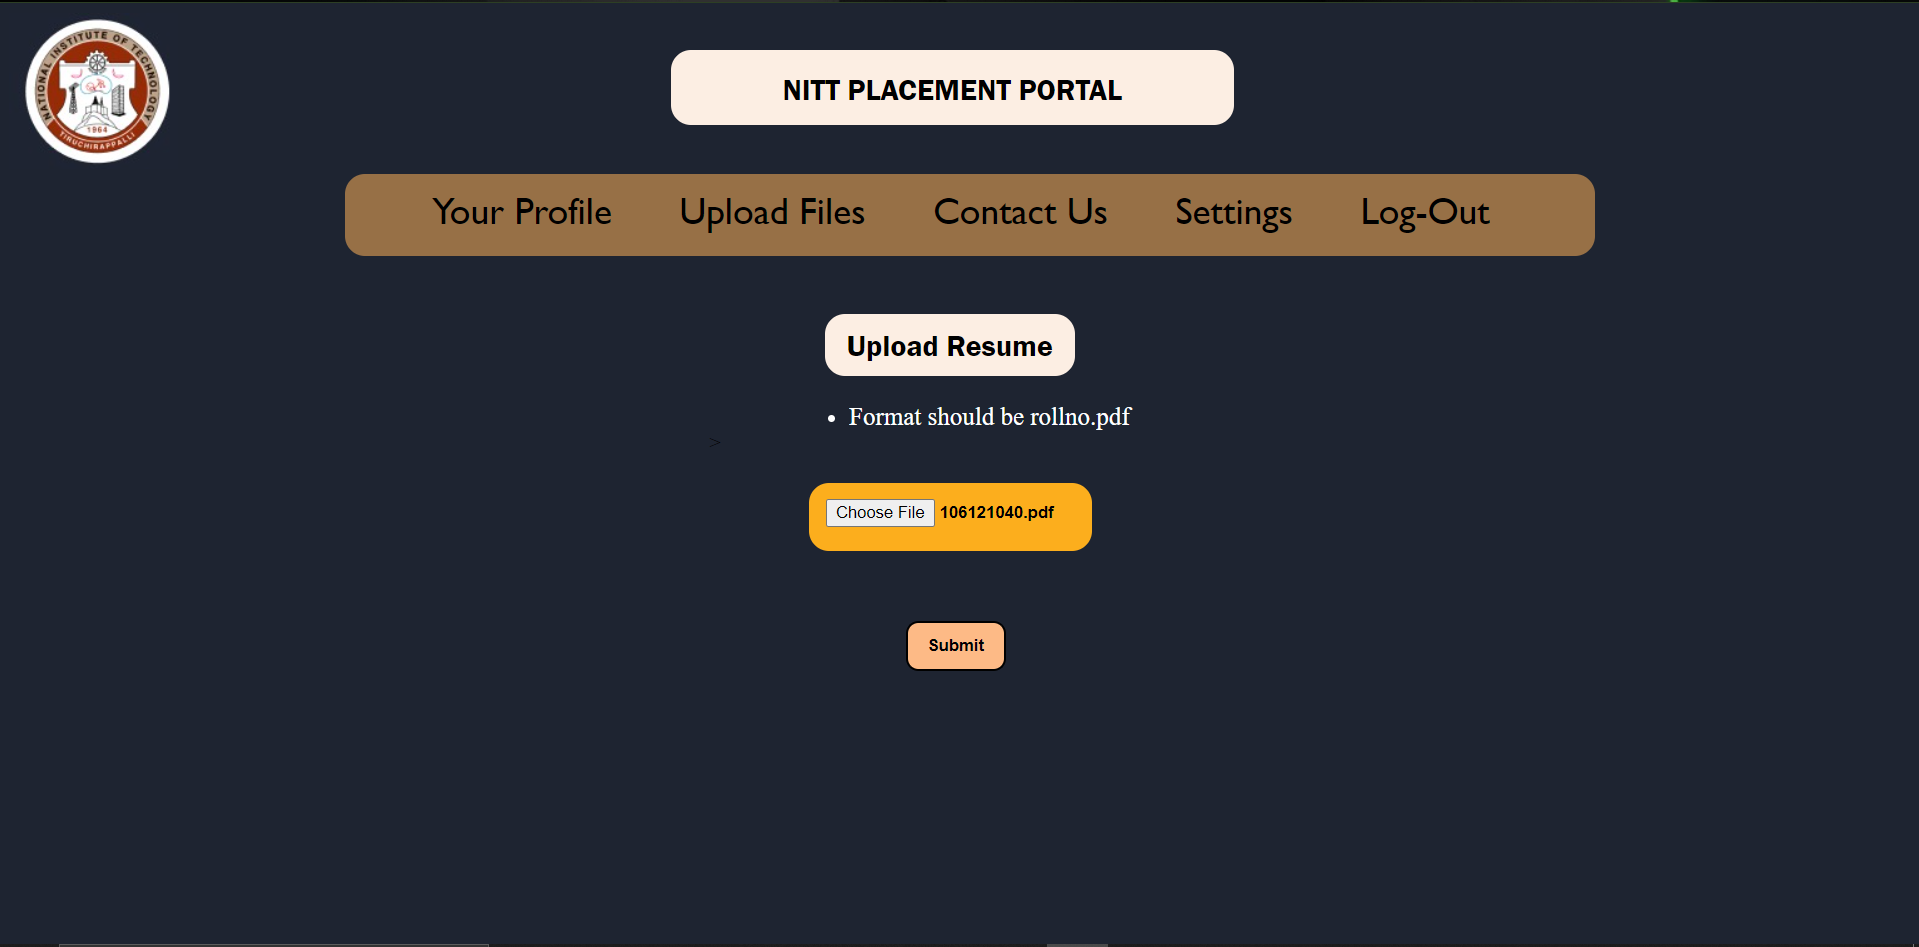 NATIONAL INSTITUTE OF TECHNOLOGY
1964
TIRUCHIRAPPALLI
NITT PLACEMENT PORTAL
Your Profile Upload Files Contact Us Settings Log-Out
Upload Resume
• Format should be rollno.pdf
>
Choose File 106121040.pdf
Submit